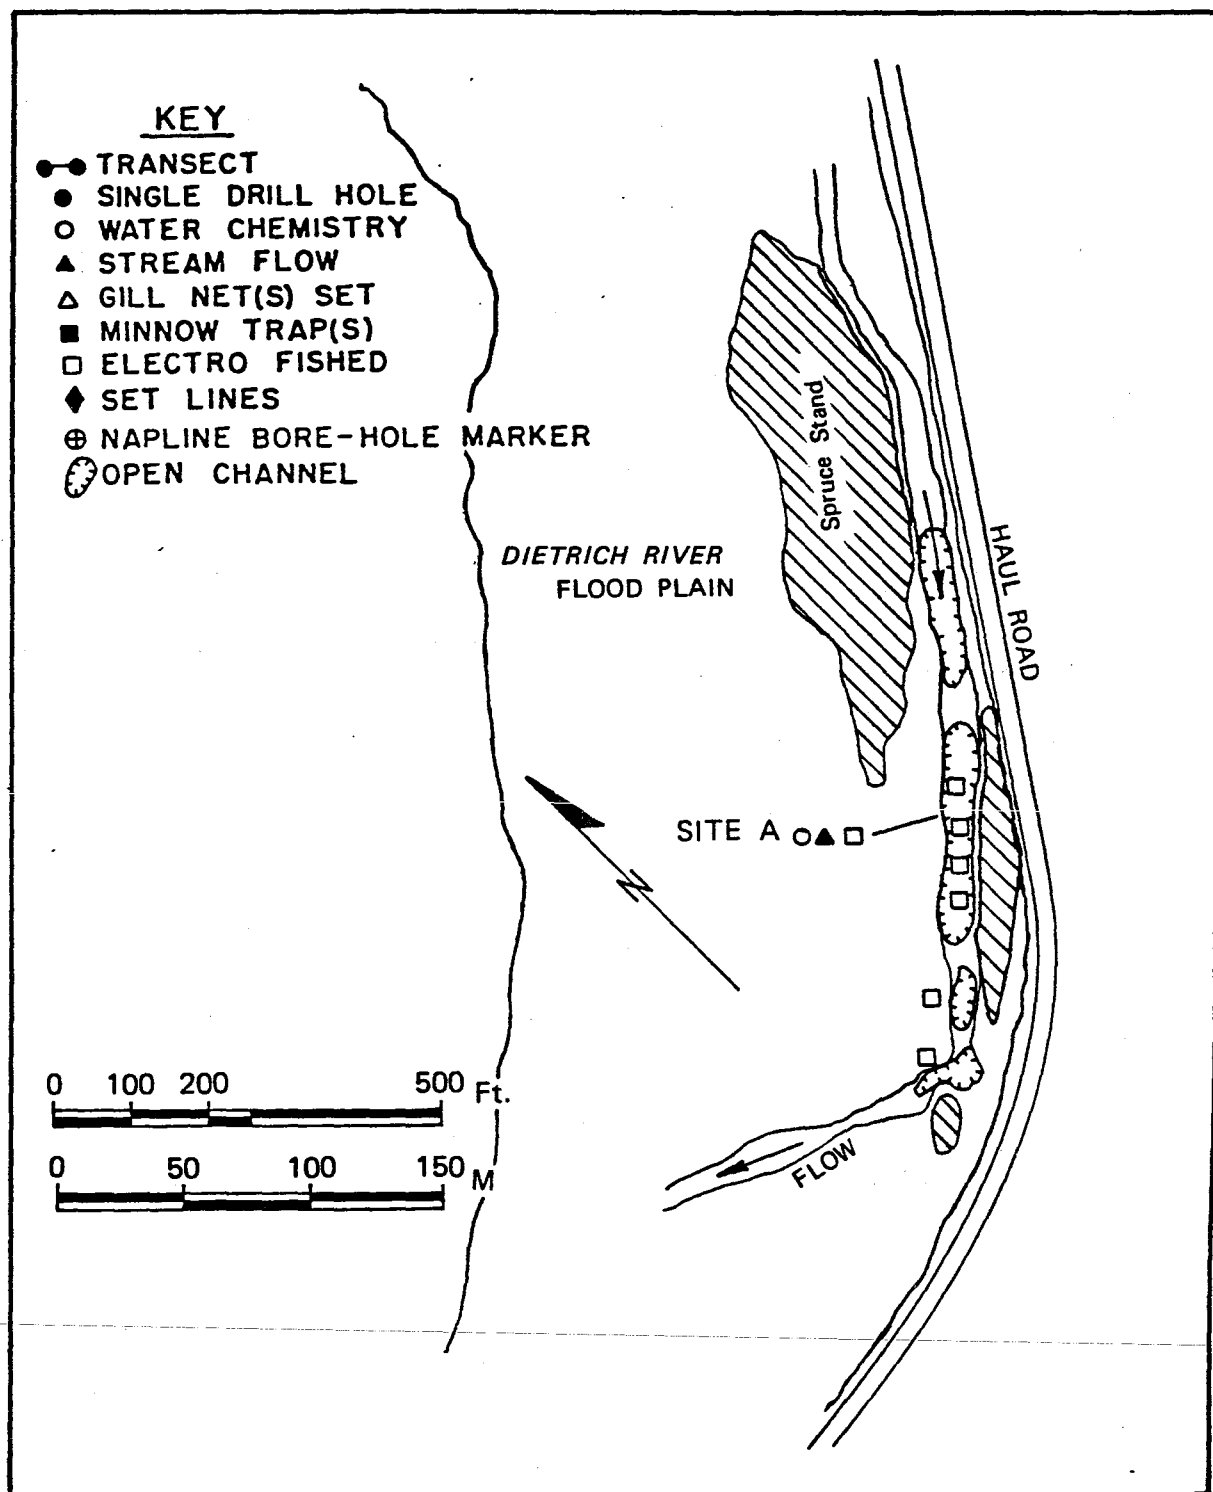 KEY
TRANSECT
SINGLE DRILL HOLE
WATER CHEMISTRY
STREAM FLOW
GILL NET(S) SET
MINNOW TRAP(S)
ELECTRO FISHED
SET LINES
NAPLINE BORE-HOLE MARKER
OPEN CHANNEL
Spruce Stand
HAUL ROAD
DIETRICH RIVER
FLOOD PLAIN
SITE A
N
0 100 200 500 Ft.
0 50 100 150 M
FLOW